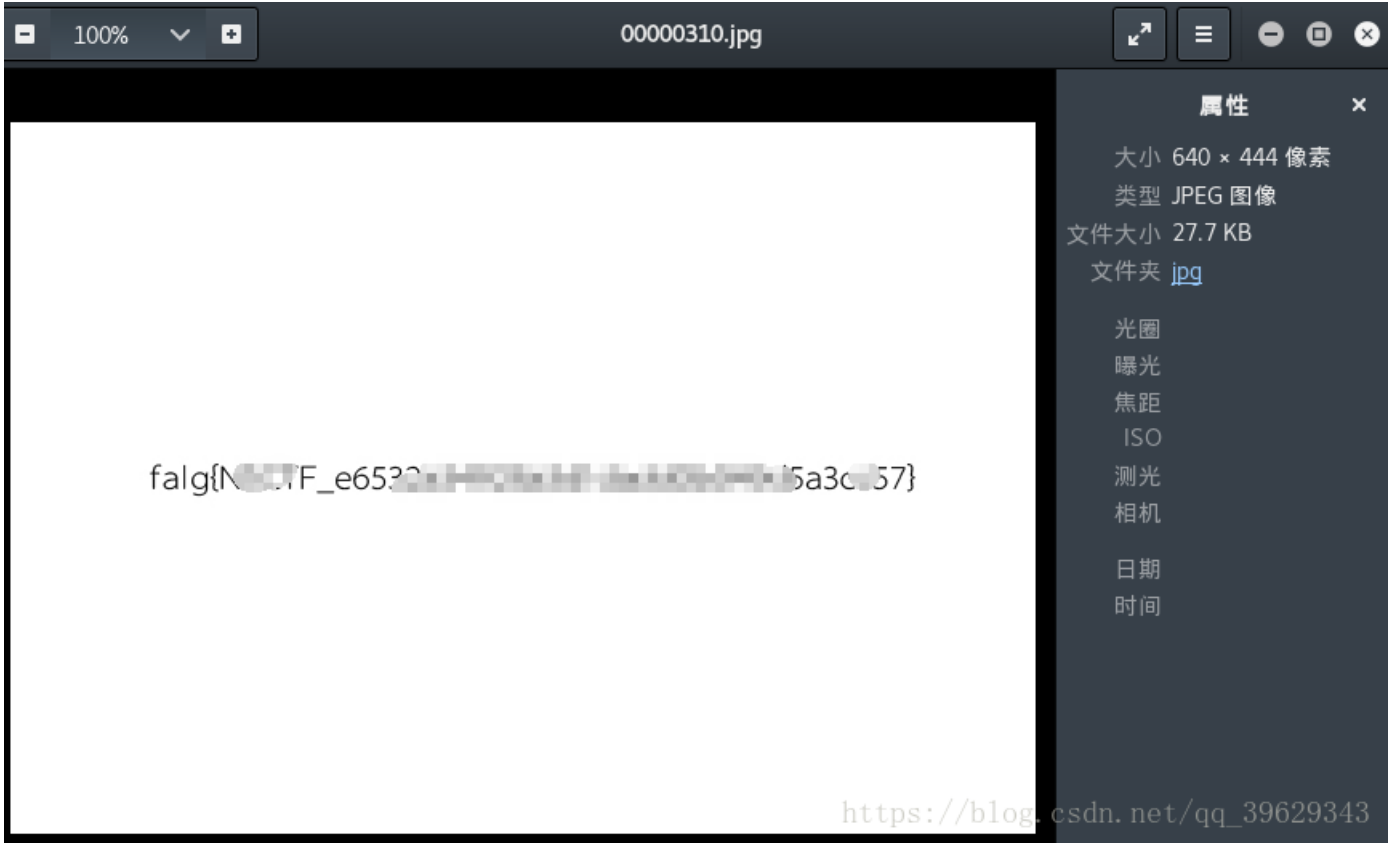 100%
00000310.jpg
属性
大小 640 × 444 像素
类型 JPEG 图像
文件大小 27.7 KB
文件夹 jpg
光圈
曝光
焦距
ISO
测光
相机
日期
时间
https://blog.csdn.net/qq_39629343